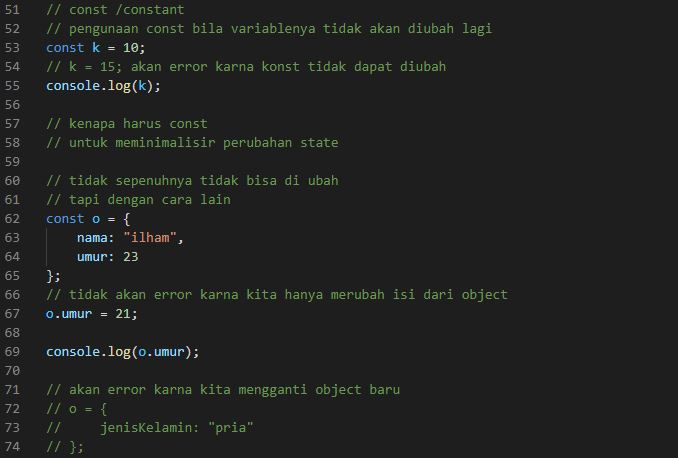 51 // const /constant
52 // pengunaan const bila variablenya tidak akan diubah lagi
53 const k = 10;
54 // k = 15; akan error karna konst tidak dapat diubah
55 console.log(k);
56
57 // kenapa harus const
58 // untuk meminimalisir perubahan state
59
60 // tidak sepenuhnya tidak bisa di ubah
61 // tapi dengan cara lain
62 const o = {
63     nama: "ilham",
64     umur: 23
65 };
66 // tidak akan error karna kita hanya merubah isi dari object
67 o.umur = 21;
68
69 console.log(o.umur);
70
71 // akan error karna kita mengganti object baru
72 // o = {
73 //     jenisKelamin: "pria"
74 // };